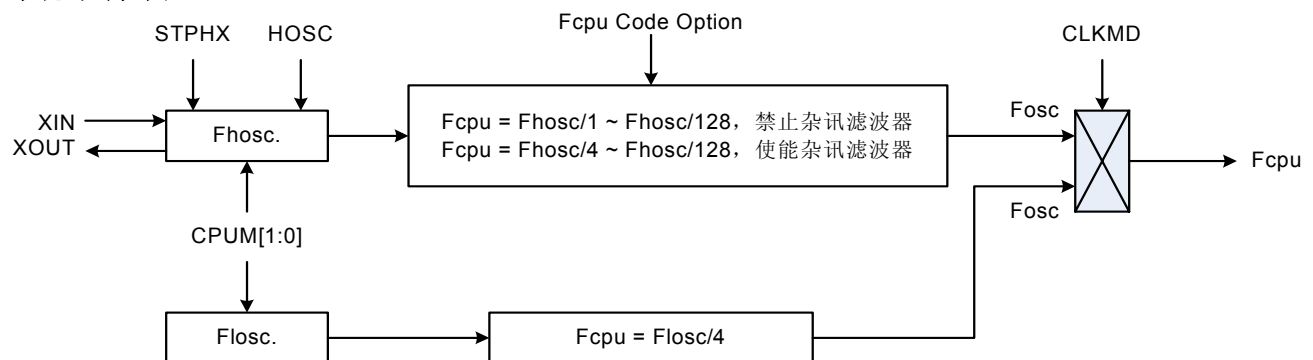 Fcpu Code Option
STPHX
HOSC
CLKMD
XIN
XOUT
Fhosc.
Fcpu = Fhosc/1 ~ Fhosc/128，禁止杂讯滤波器
Fcpu = Fhosc/4 ~ Fhosc/128，使能杂讯滤波器
Fosc
Fcpu
Fosc
CPUM[1:0]
Flosc.
Fcpu = Flosc/4